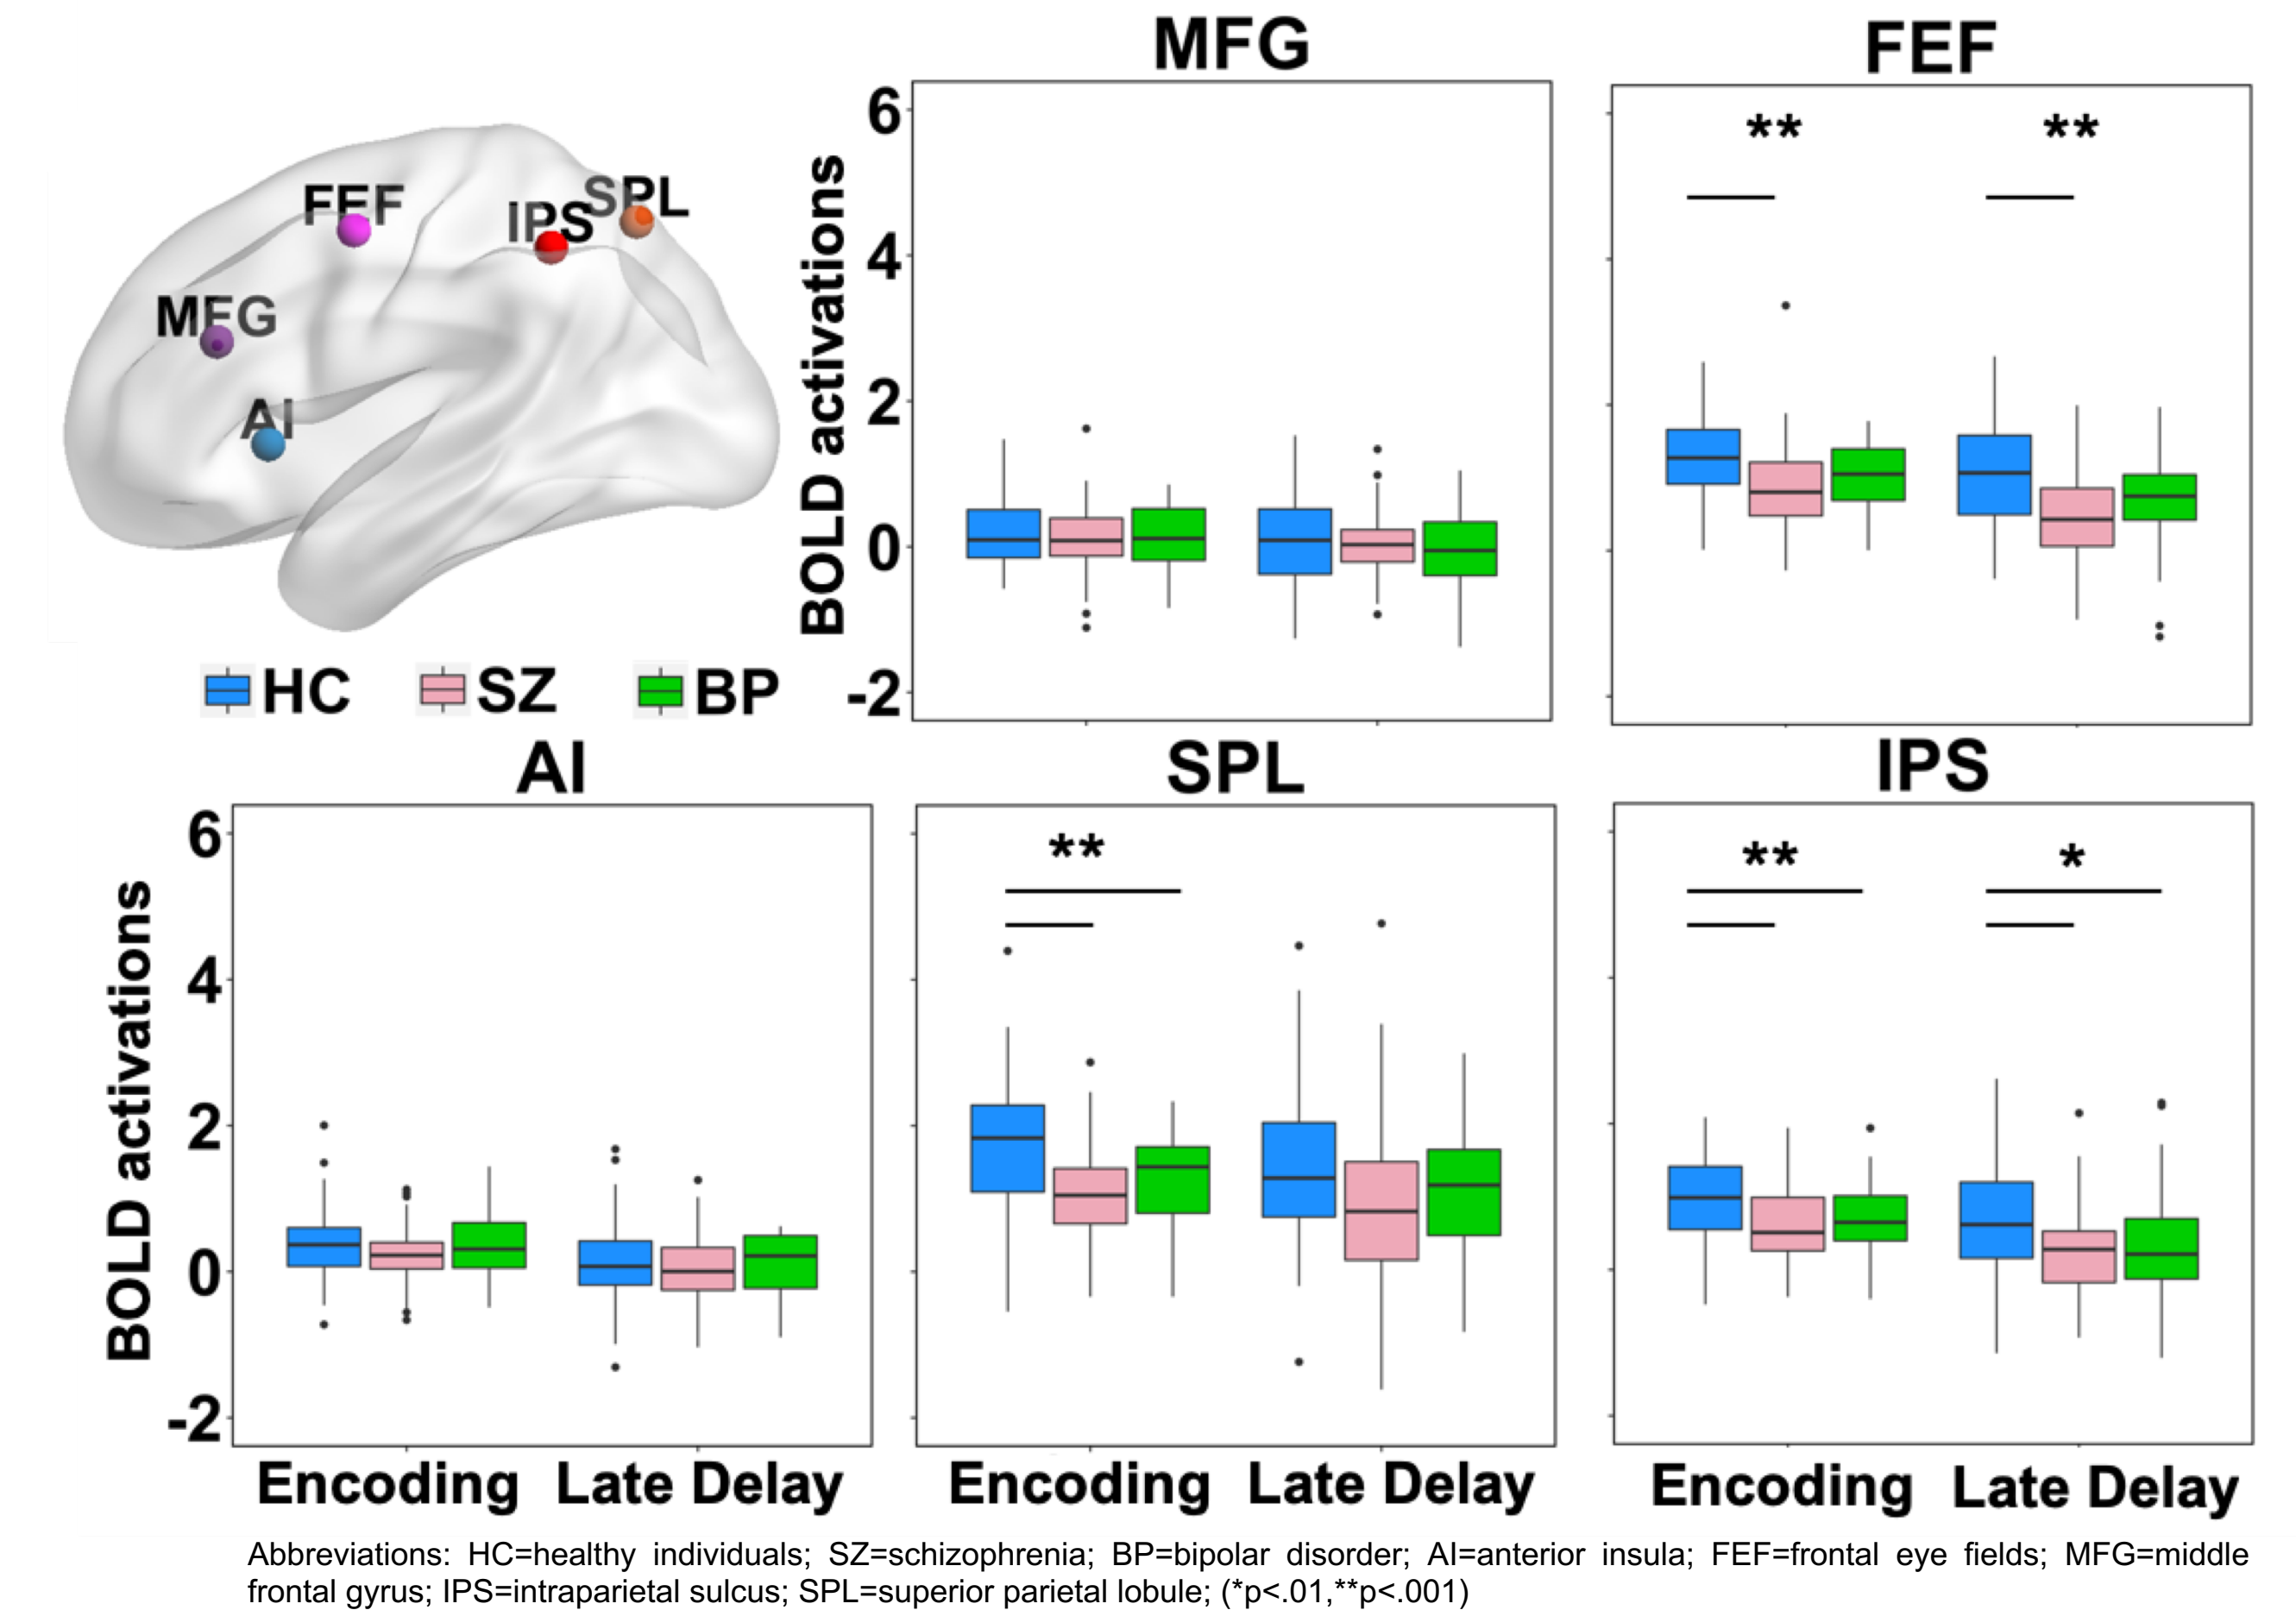 MFG
FEF
6
4
2
0
-2
BOLD activations
**
**
FEF
IPS
SPL
MFG
AI
HC
SZ
BP
AI
SPL
IPS
6
4
2
0
-2
BOLD activations
**
**
*
Encoding
Late Delay
Encoding
Late Delay
Encoding
Late Delay
Abbreviations: HC=healthy individuals; SZ=schizophrenia; BP=bipolar disorder; AI=anterior insula; FEF=frontal eye fields; MFG=middle
frontal gyrus; IPS=intraparietal sulcus; SPL=superior parietal lobule; (*p<.01,**p<.001)